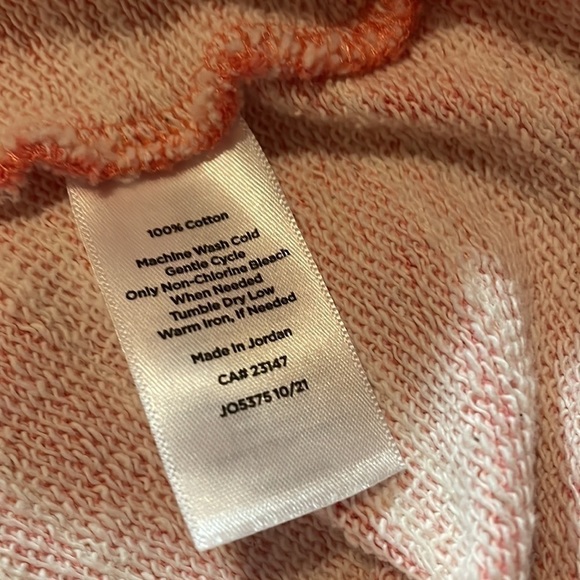 100% Cotton
Machine Wash Cold
Gentle Cycle
Only Non-Chlorine Bleach
When Needed
Tumble Dry Low
Warm Iron, If Needed
Made In Jordan
CA# 23147
JO5375 10/21